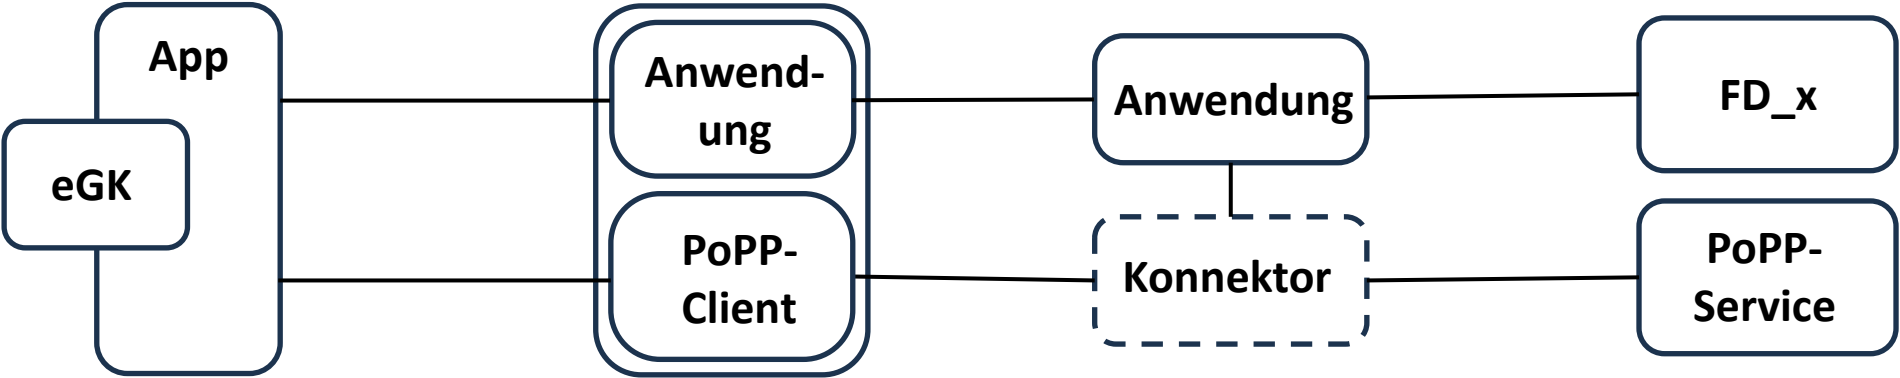 App
eGK
Anwend-
ung
PoPP-
Client
Anwendung
Konnektor
FD_x
PoPP-
Service